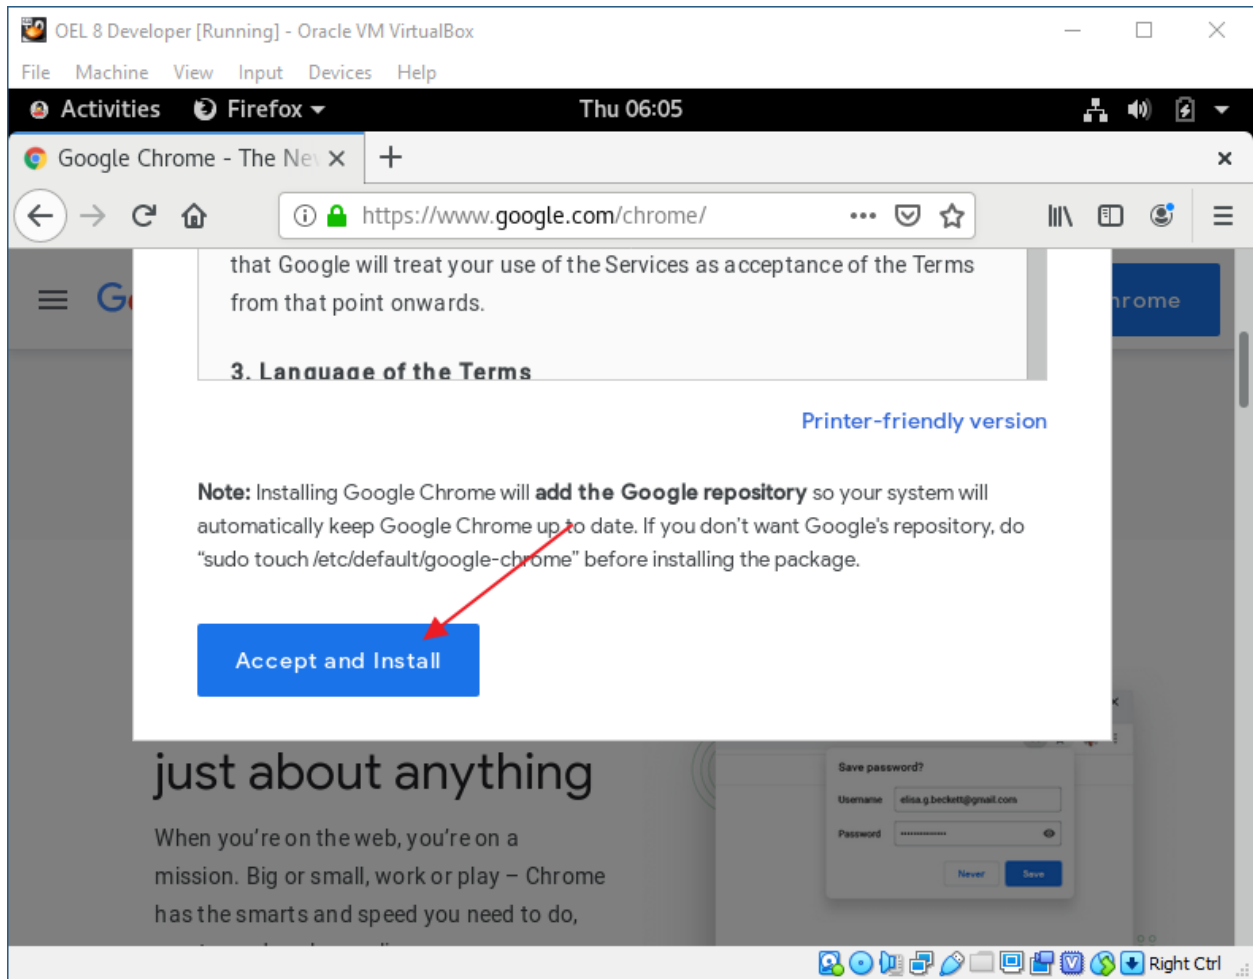 OEL 8 Developer [Running] - Oracle VM VirtualBox
File Machine View Input Devices Help
Activities Firefox Thu 06:05
Google Chrome - The Ne
https://www.google.com/chrome/
that Google will treat your use of the Services as acceptance of the Terms
from that point onwards.
G
hrome
3. Language of the Terms
Printer-friendly version
Note: Installing Google Chrome will add the Google repository so your system will
automatically keep Google Chrome up to date. If you don't want Google's repository, do
“sudo touch /etc/default/google-chrome” before installing the package.
Accept and Install
just about anything
When you’re on the web, you’re on a
mission. Big or small, work or play – Chrome
has the smarts and speed you need to do,
Save password?
Username elisa.g.beckett@gmail.com
Password
Never Save
Right Ctrl